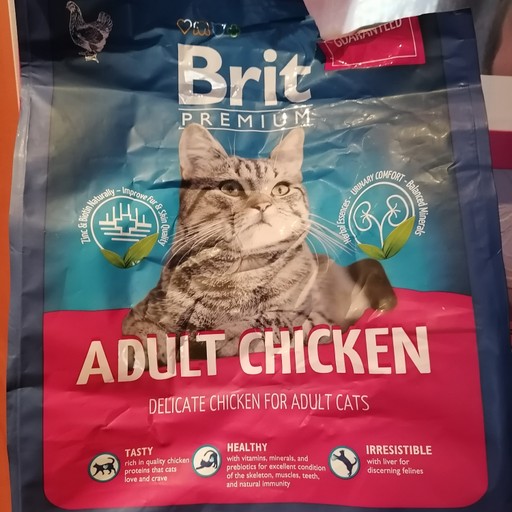 GUARANTEED
Brit
PREMIUM
Zinc & Biotin Naturally - Improve Fur & Skin Quality
Herbal Essences - URINARY COMFORT - Balanced Minerals
ADULT CHICKEN
DELICATE CHICKEN FOR ADULT CATS
TASTY
rich in quality chicken
proteins that cats
love and crave
HEALTHY
with vitamins, minerals, and
prebiotics for excellent condition
of the skeleton, muscles, teeth,
and natural immunity
IRRESISTIBLE
with liver for
discerning felines